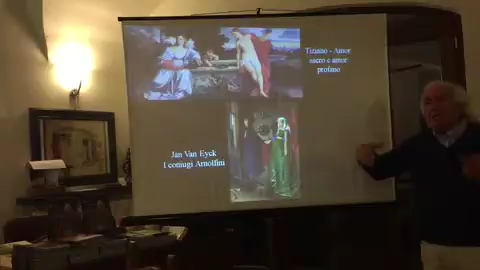 Tiziano - Amor
sacro e amor
profano
Jan Van Eyck
I coniugi Arnolfini